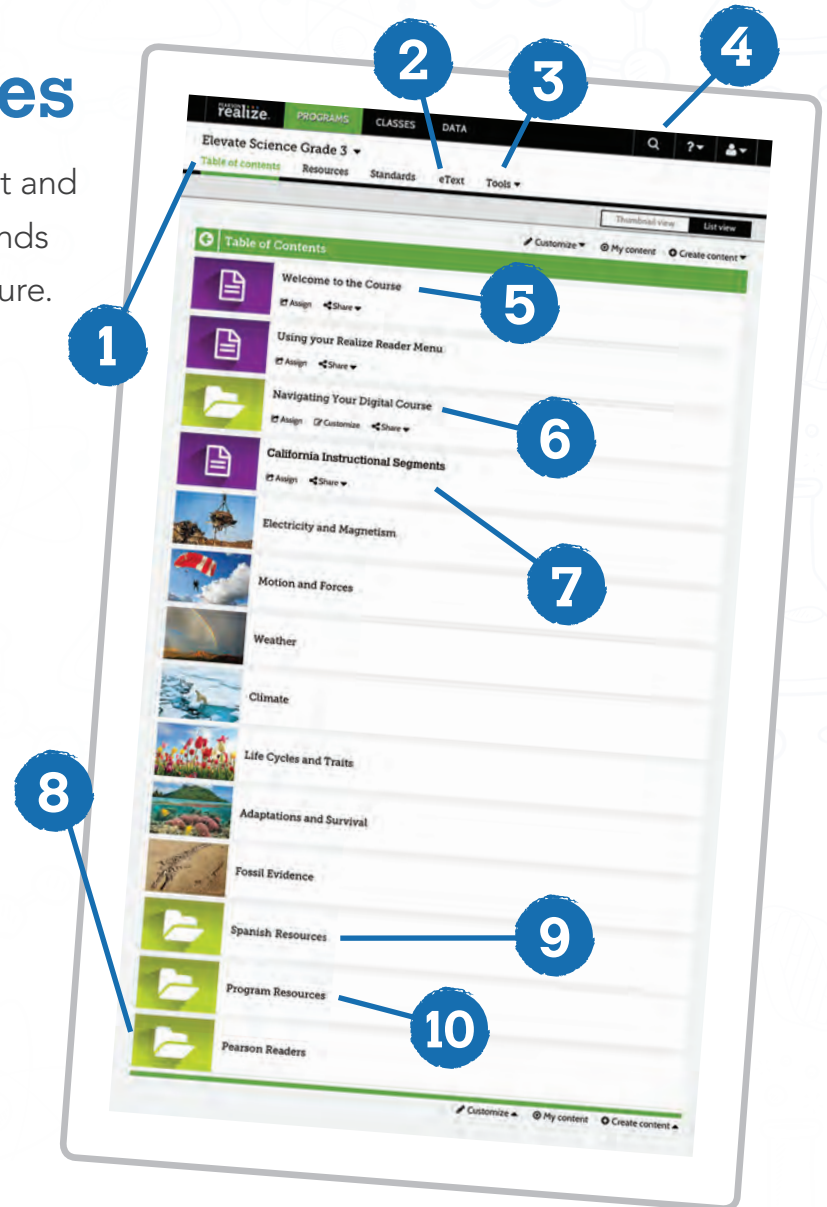 es
t and
nds
ure.
1
2
3
4
5
6
7
8
9
10
PEARSON
realize.
PROGRAMS CLASSES DATA
?
Elevate Science Grade 3
Table of contents Resources Standards eText Tools
Thumbnail view List view
Table of Contents Customize My content Create content
Welcome to the Course
Assign Share
Using your Realize Reader Menu
Assign Share
Navigating Your Digital Course
Assign Customize Share
California Instructional Segments
Assign Share
Electricity and Magnetism
Motion and Forces
Weather
Climate
Life Cycles and Traits
Adaptations and Survival
Fossil Evidence
Spanish Resources
Program Resources
Pearson Readers
Customize My content Create content